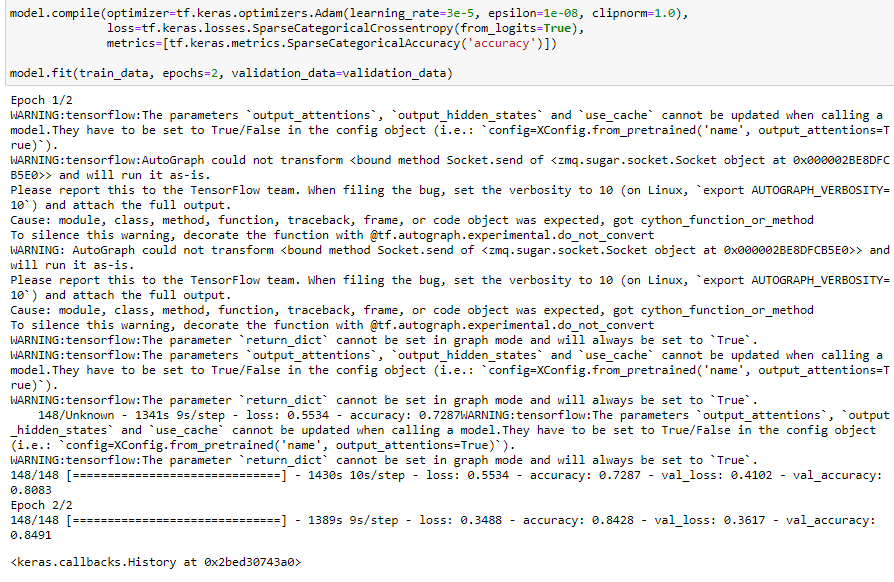 model.compile(optimizer=tf.keras.optimizers.Adam(learning_rate=3e-5, epsilon=1e-08, clipnorm=1.0),
              loss=tf.keras.losses.SparseCategoricalCrossentropy(from_logits=True),
              metrics=[tf.keras.metrics.SparseCategoricalAccuracy('accuracy')])

model.fit(train_data, epochs=2, validation_data=validation_data)

Epoch 1/2
WARNING:tensorflow:The parameters `output_attentions`, `output_hidden_states` and `use_cache` cannot be updated when calling a
model.They have to be set to True/False in the config object (i.e.: `config=XConfig.from_pretrained('name', output_attentions=T
rue)`).
WARNING:tensorflow:AutoGraph could not transform <bound method Socket.send of <zmq.sugar.socket.Socket object at 0x000002BE8DFC
B5E0>> and will run it as-is.
Please report this to the TensorFlow team. When filing the bug, set the verbosity to 10 (on Linux, `export AUTOGRAPH_VERBOSITY=
10`) and attach the full output.
Cause: module, class, method, function, traceback, frame, or code object was expected, got cython_function_or_method
To silence this warning, decorate the function with @tf.autograph.experimental.do_not_convert
WARNING: AutoGraph could not transform <bound method Socket.send of <zmq.sugar.socket.Socket object at 0x000002BE8DFCB5E0>> and
will run it as-is.
Please report this to the TensorFlow team. When filing the bug, set the verbosity to 10 (on Linux, `export AUTOGRAPH_VERBOSITY=
10`) and attach the full output.
Cause: module, class, method, function, traceback, frame, or code object was expected, got cython_function_or_method
To silence this warning, decorate the function with @tf.autograph.experimental.do_not_convert
WARNING:tensorflow:The parameter `return_dict` cannot be set in graph mode and will always be set to `True`.
WARNING:tensorflow:The parameters `output_attentions`, `output_hidden_states` and `use_cache` cannot be updated when calling a
model.They have to be set to True/False in the config object (i.e.: `config=XConfig.from_pretrained('name', output_attentions=T
rue)`).
WARNING:tensorflow:The parameter `return_dict` cannot be set in graph mode and will always be set to `True`.
    148/Unknown - 1341s 9s/step - loss: 0.5534 - accuracy: 0.7287WARNING:tensorflow:The parameters `output_attentions`, `output
_hidden_states` and `use_cache` cannot be updated when calling a model.They have to be set to True/False in the config object
(i.e.: `config=XConfig.from_pretrained('name', output_attentions=True)`).
WARNING:tensorflow:The parameter `return_dict` cannot be set in graph mode and will always be set to `True`.
148/148 [==============================] - 1430s 10s/step - loss: 0.5534 - accuracy: 0.7287 - val_loss: 0.4102 - val_accuracy:
0.8083
Epoch 2/2
148/148 [==============================] - 1389s 9s/step - loss: 0.3488 - accuracy: 0.8428 - val_loss: 0.3617 - val_accuracy:
0.8491

<keras.callbacks.History at 0x2bed30743a0>